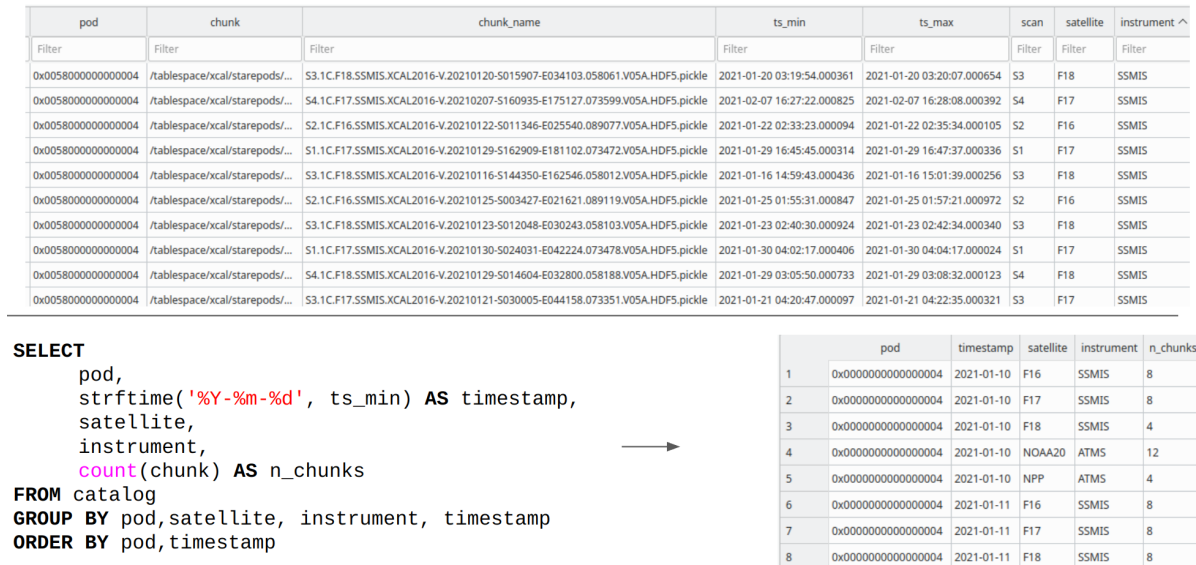 pod chunk chunk_name ts_min ts_max scan satellite instrument
Filter Filter Filter Filter Filter Filter Filter Filter
0x0058000000000004 /tablespace/xcal/starepods/... S3.1C.F18.SSMIS.XCAL2016-V.20210120-S015907-E034103.058061.V05A.HDF5.pickle 2021-01-20 03:19:54.000361 2021-01-20 03:20:07.000654 S3 F18 SSMIS
0x0058000000000004 /tablespace/xcal/starepods/... S4.1C.F17.SSMIS.XCAL2016-V.20210207-S160935-E175127.073599.V05A.HDF5.pickle 2021-02-07 16:27:22.000825 2021-02-07 16:28:08.000392 S4 F17 SSMIS
0x0058000000000004 /tablespace/xcal/starepods/... S2.1C.F16.SSMIS.XCAL2016-V.20210122-S011346-E025540.089077.V05A.HDF5.pickle 2021-01-22 02:33:23.000094 2021-01-22 02:35:34.000105 S2 F16 SSMIS
0x0058000000000004 /tablespace/xcal/starepods/... S1.1C.F17.SSMIS.XCAL2016-V.20210129-S162909-E181102.073472.V05A.HDF5.pickle 2021-01-29 16:45:45.000314 2021-01-29 16:47:37.000336 S1 F17 SSMIS
0x0058000000000004 /tablespace/xcal/starepods/... S3.1C.F18.SSMIS.XCAL2016-V.20210116-S144350-E162546.058012.V05A.HDF5.pickle 2021-01-16 14:59:43.000436 2021-01-16 15:01:39.000256 S3 F18 SSMIS
0x0058000000000004 /tablespace/xcal/starepods/... S2.1C.F16.SSMIS.XCAL2016-V.20210125-S003427-E021621.089119.V05A.HDF5.pickle 2021-01-25 01:55:31.000847 2021-01-25 01:57:21.000972 S2 F16 SSMIS
0x0058000000000004 /tablespace/xcal/starepods/... S3.1C.F18.SSMIS.XCAL2016-V.20210123-S012048-E030243.058103.V05A.HDF5.pickle 2021-01-23 02:40:30.000924 2021-01-23 02:42:34.000340 S3 F18 SSMIS
0x0058000000000004 /tablespace/xcal/starepods/... S1.1C.F17.SSMIS.XCAL2016-V.20210130-S024031-E042224.073478.V05A.HDF5.pickle 2021-01-30 04:02:17.000406 2021-01-30 04:04:17.000024 S1 F17 SSMIS
0x0058000000000004 /tablespace/xcal/starepods/... S4.1C.F18.SSMIS.XCAL2016-V.20210129-S014604-E032800.058188.V05A.HDF5.pickle 2021-01-29 03:05:50.000733 2021-01-29 03:08:32.000123 S4 F18 SSMIS
0x0058000000000004 /tablespace/xcal/starepods/... S3.1C.F17.SSMIS.XCAL2016-V.20210121-S030005-E044158.073351.V05A.HDF5.pickle 2021-01-21 04:20:47.000097 2021-01-21 04:22:35.000321 S3 F17 SSMIS
SELECT
pod,
strftime('%Y-%m-%d', ts_min) AS timestamp,
satellite,
instrument,
count(chunk) AS n_chunks
FROM catalog
GROUP BY pod,satellite, instrument, timestamp
ORDER BY pod,timestamp
pod timestamp satellite instrument n_chunks
1 0x0000000000000004 2021-01-10 F16 SSMIS 8
2 0x0000000000000004 2021-01-10 F17 SSMIS 8
3 0x0000000000000004 2021-01-10 F18 SSMIS 4
4 0x0000000000000004 2021-01-10 NOAA20 ATMS 12
5 0x0000000000000004 2021-01-10 NPP ATMS 4
6 0x0000000000000004 2021-01-11 F16 SSMIS 8
7 0x0000000000000004 2021-01-11 F17 SSMIS 8
8 0x0000000000000004 2021-01-11 F18 SSMIS 8